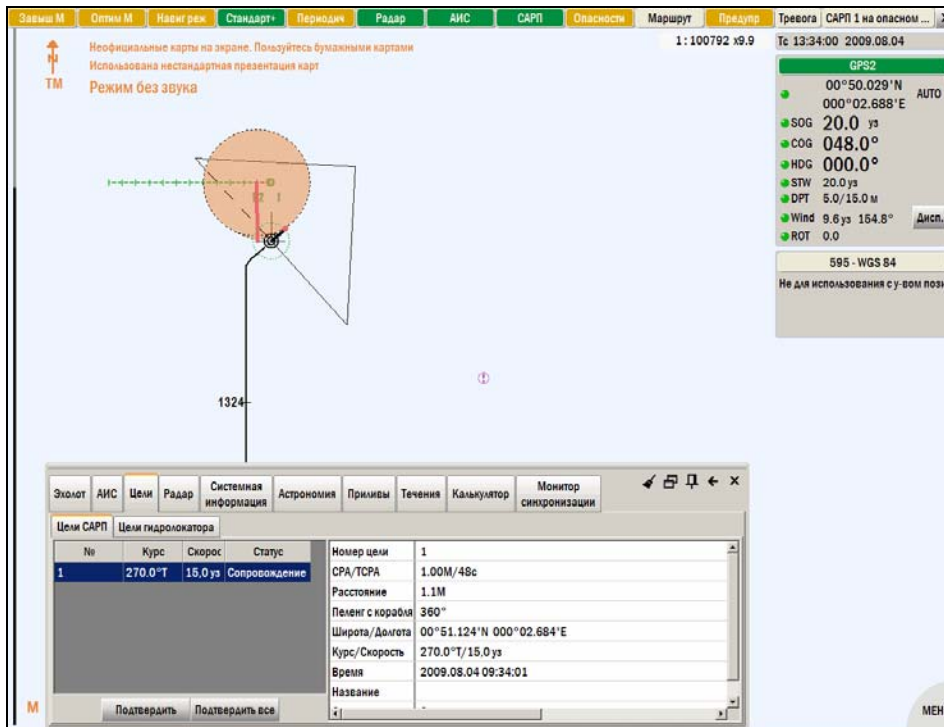 Завыш М Оптим М Навиг реж Стандарт+ Периодич Радар АИС САРП Опасности Маршрут Предупр Тревога САРП 1 на опасном ...
N
TM
Неофициальные карты на экране. Пользуйтесь бумажными картами
Использована нестандартная презентация карт
Режим без звука
1:100792 x9.9
Тс 13:34:00 2009.08.04
GPS2
00°50.029'N
000°02.688'E
AUTO
SOG 20.0 уз
COG 048.0°
HDG 000.0°
STW 20.0 уз
DPT 5.0/15.0 м
Wind 9.6 уз 154.8° Дисп.
ROT 0.0
595 - WGS 84
Не для использования с у-вом пози
1324
Эхолот АИС Цели Радар Системная информация Астрономия Приливы Течения Калькулятор Монитор синхронизации
Цели САРП Цели гидролокатора
№ Курс Скорос Статус
1 270.0°T 15,0 уз Сопровождение
Номер цели 1
CPA/TCPA 1.00М/48с
Расстояние 1.1М
Пеленг с корабля 360°
Широта/Долгота 00°51.124'N 000°02.684'E
Курс/Скорость 270.0°T/15.0 уз
Время 2009.08.04 09:34:01
Название
Подтвердить Подтвердить все
М
МЕН